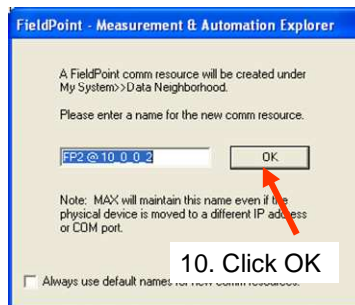 FieldPoint - Measurement & Automation Explorer
A FieldPoint comm resource will be created under
My System>>Data Neighborhood.
Please enter a name for the new comm resource.
FP2 @ 10_0_0_2
OK
Note: MAX will maintain this name even if the
physical device is moved to a different IP address
or COM port.
10. Click OK
Always use default names for new comm resources.